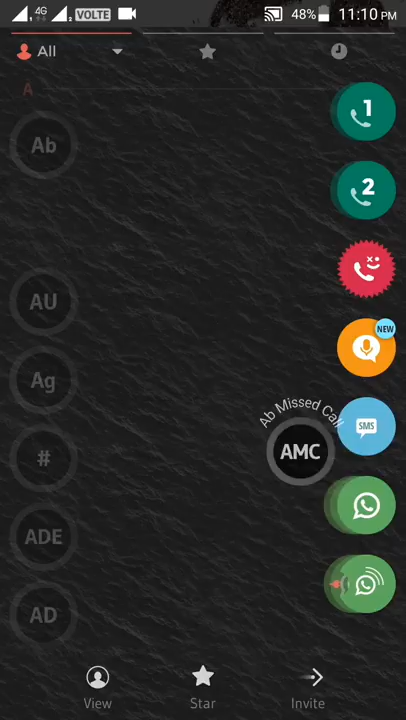 4G VOLTE 48% 11:10 PM
All
A
1
Ab
2
AU
NEW
Ag
Ab Missed Call
SMS
AMC
#
ADE
AD
View Star Invite